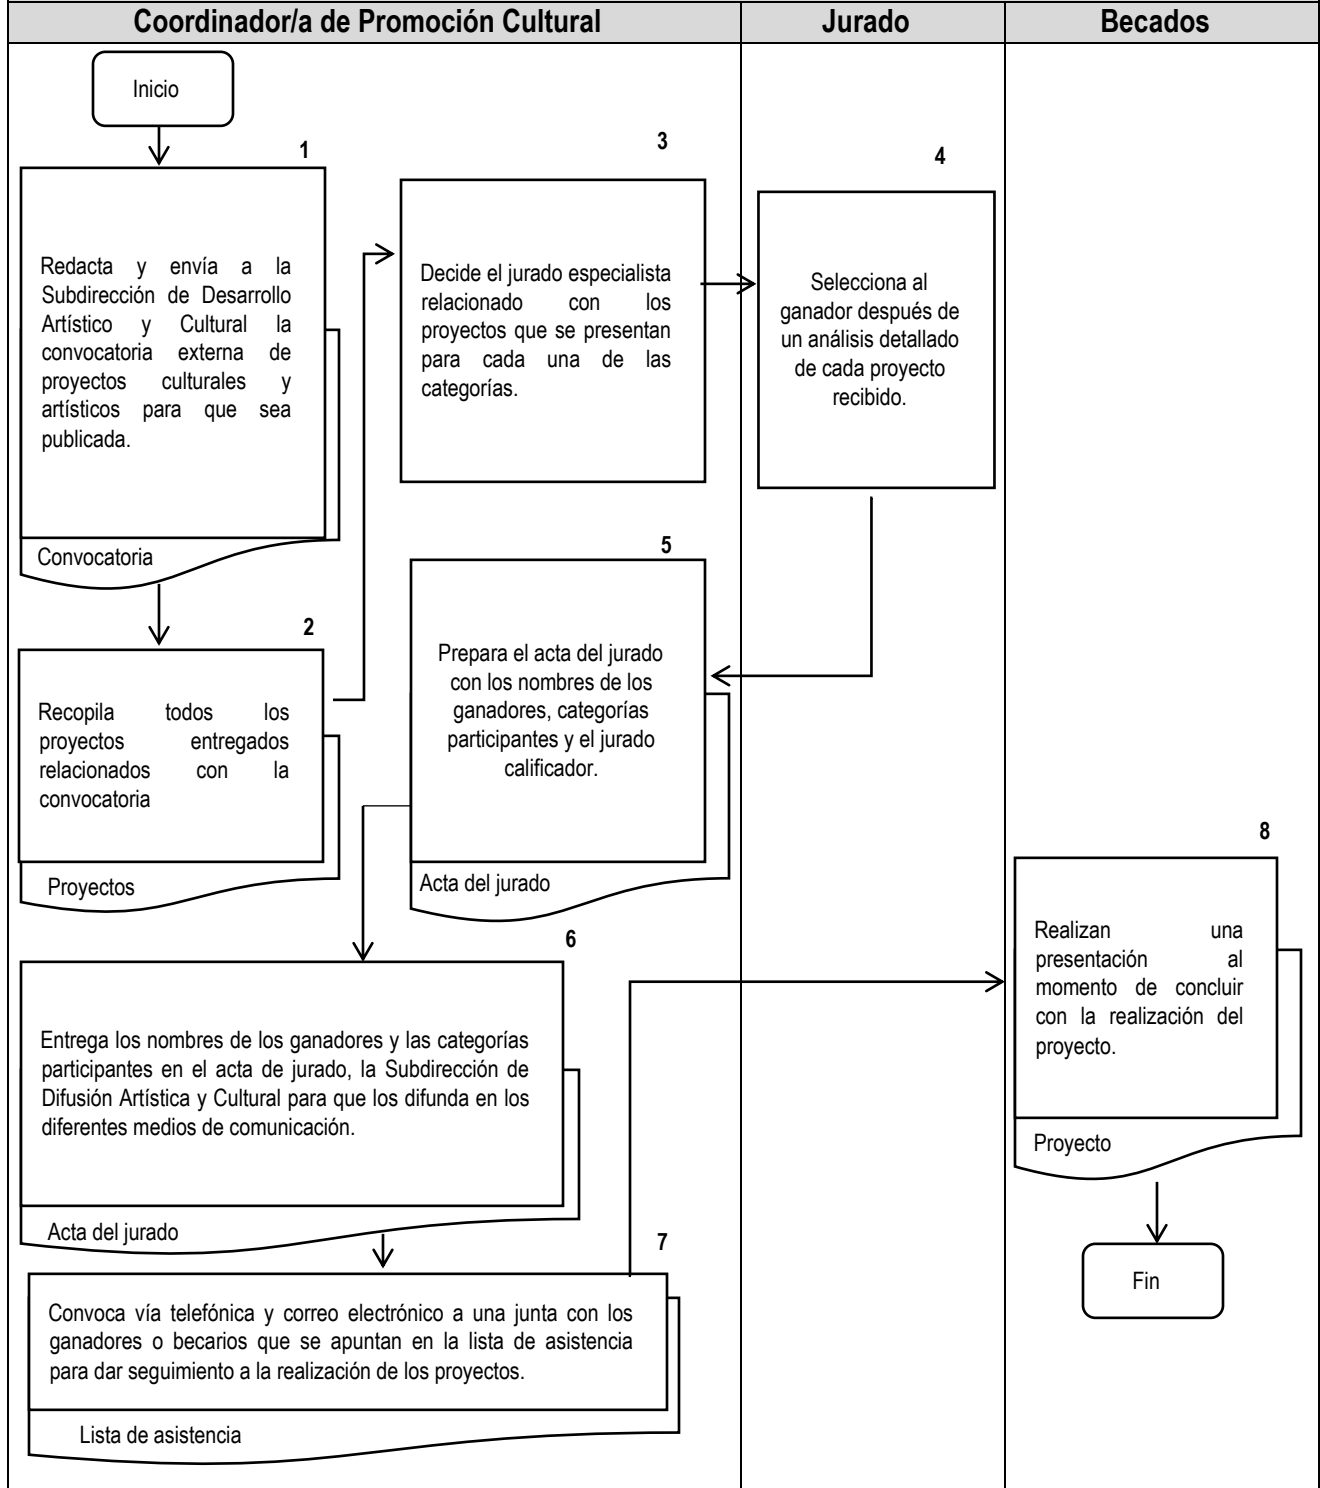 Coordinador/a de Promoción Cultural
Jurado
Becados
Inicio
1
Redacta y envía a la
Subdirección de Desarrollo
Artístico y Cultural la
convocatoria externa de
proyectos culturales y
artísticos para que sea
publicada.
Convocatoria
2
Recopila todos los
proyectos entregados
relacionados con la
convocatoria
Proyectos
3
Decide el jurado especialista
relacionado con los
proyectos que se presentan
para cada una de las
categorías.
4
Selecciona al
ganador después de
un análisis detallado
de cada proyecto
recibido.
5
Prepara el acta del jurado
con los nombres de los
ganadores, categorías
participantes y el jurado
calificador.
Acta del jurado
6
Entrega los nombres de los ganadores y las categorías
participantes en el acta de jurado, la Subdirección de
Difusión Artística y Cultural para que los difunda en los
diferentes medios de comunicación.
Acta del jurado
7
Convoca vía telefónica y correo electrónico a una junta con los
ganadores o becarios que se apuntan en la lista de asistencia
para dar seguimiento a la realización de los proyectos.
Lista de asistencia
8
Realizan una
presentación al
momento de concluir
con la realización del
proyecto.
Proyecto
Fin